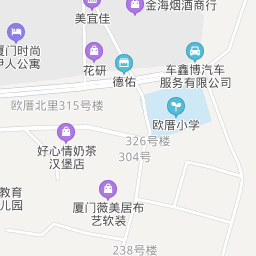 金海烟酒商行
美宜佳
厦门时尚
伊人公寓
花研
德佑
车鑫博汽车
服务有限公司
欧厝北里315号楼
欧厝小学
326号楼
304号
好心情奶茶
汉堡店
教育
儿园
厦门薇美居布
艺软装
238号楼